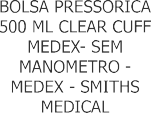 BOLSA PRESSORICA
500 ML CLEAR CUFF
MEDEX- SEM
MANOMETRO -
MEDEX - SMITHS
MEDICAL